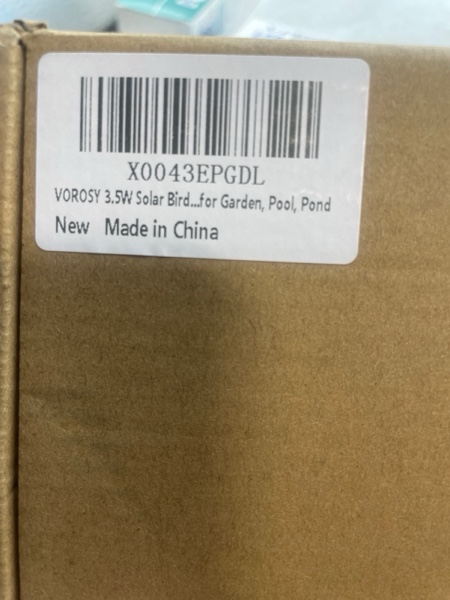 X0043EPGDL
VOROSY 3.5W Solar Bird...for Garden, Pool, Pond
New Made in China